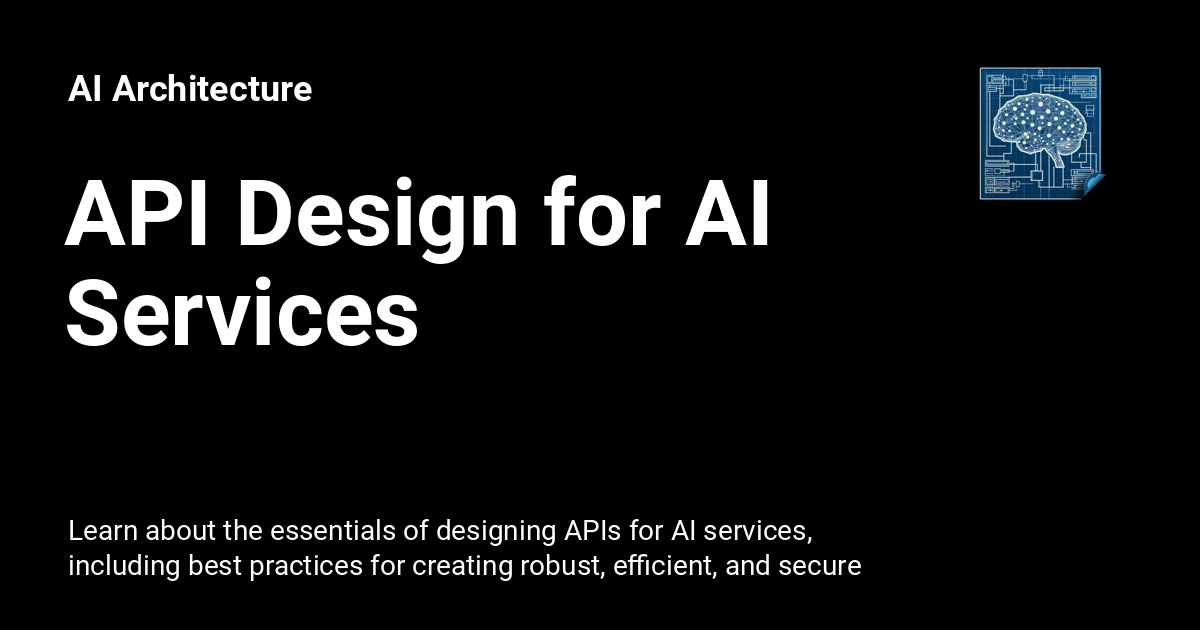 AI Architecture
API Design for AI
Services
Learn about the essentials of designing APIs for AI services,
including best practices for creating robust, efficient, and secure